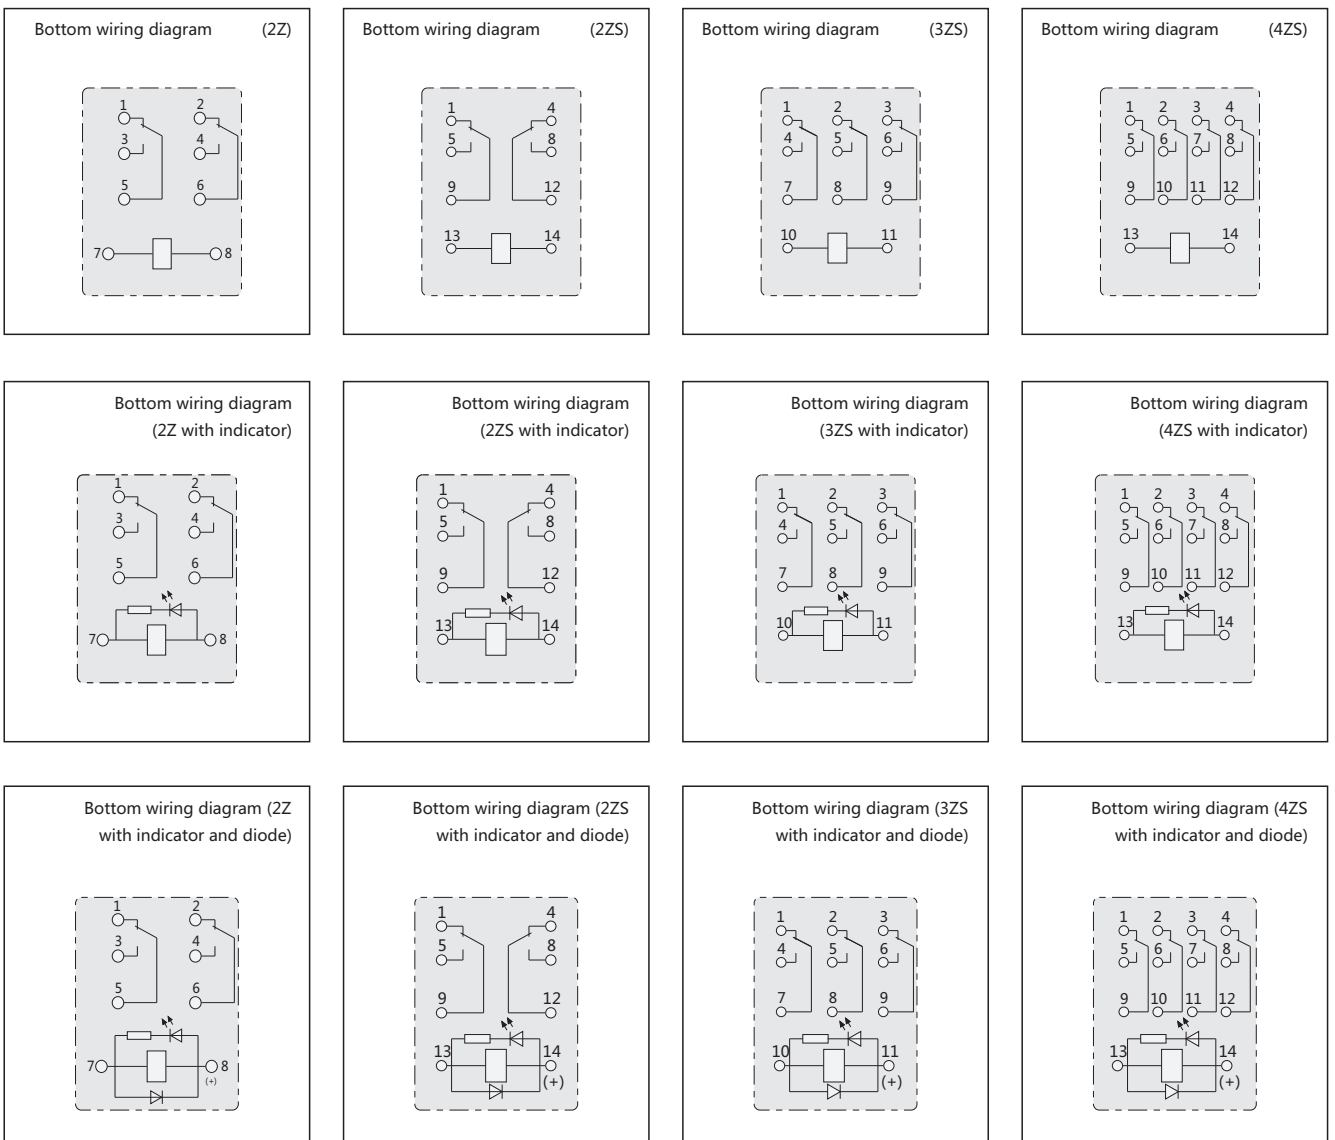 Bottom wiring diagram (2Z)
1 2
3 4
5 6
7 8
Bottom wiring diagram (2ZS)
1 4
5 8
9 12
13 14
Bottom wiring diagram (3ZS)
1 2 3
4 5 6
7 8 9
10 11
Bottom wiring diagram (4ZS)
1 2 3 4
5 6 7 8
9 10 11 12
13 14
Bottom wiring diagram
(2Z with indicator)
1 2
3 4
5 6
7 8
Bottom wiring diagram
(2ZS with indicator)
1 4
5 8
9 12
13 14
Bottom wiring diagram
(3ZS with indicator)
1 2 3
4 5 6
7 8 9
10 11
Bottom wiring diagram
(4ZS with indicator)
1 2 3 4
5 6 7 8
9 10 11 12
13 14
Bottom wiring diagram (2Z
with indicator and diode)
1 2
3 4
5 6
7 8
(+)
Bottom wiring diagram (2ZS
with indicator and diode)
1 4
5 8
9 12
13 14
(+)
Bottom wiring diagram (3ZS
with indicator and diode)
1 2 3
4 5 6
7 8 9
10 11
(+)
Bottom wiring diagram (4ZS
with indicator and diode)
1 2 3 4
5 6 7 8
9 10 11 12
13 14
(+)